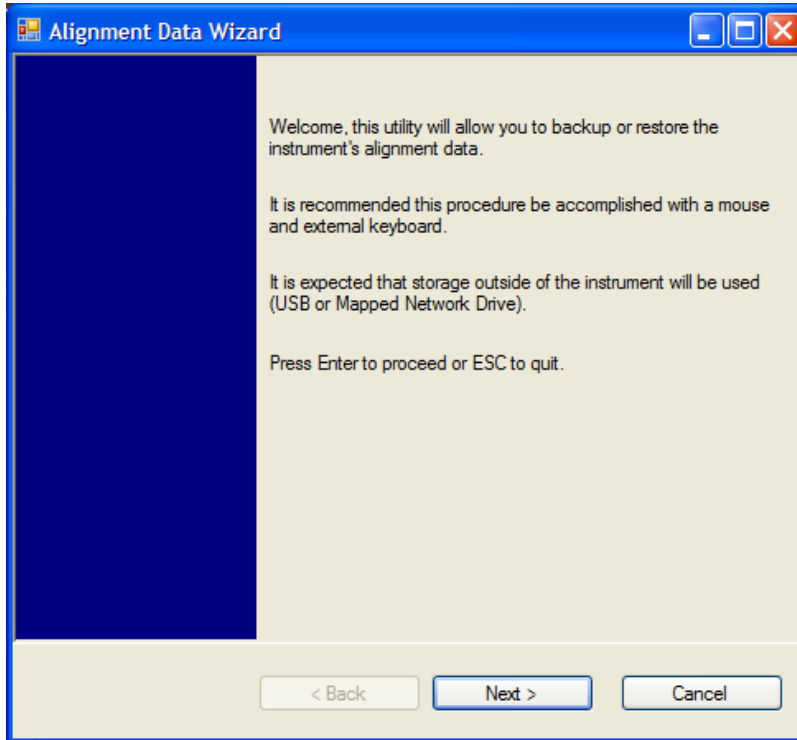 Alignment Data Wizard
Welcome, this utility will allow you to backup or restore the
instrument's alignment data.
It is recommended this procedure be accomplished with a mouse
and external keyboard.
It is expected that storage outside of the instrument will be used
(USB or Mapped Network Drive).
Press Enter to proceed or ESC to quit.
< Back
Next >
Cancel